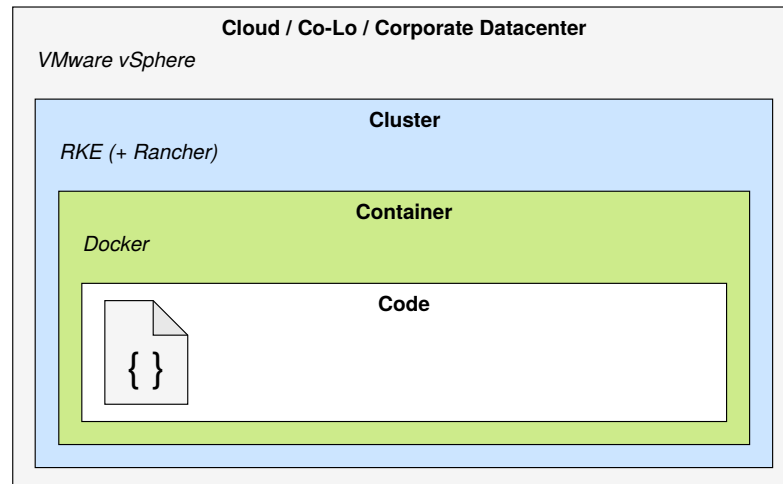 Cloud / Co-Lo / Corporate Datacenter
VMware vSphere
Cluster
RKE (+ Rancher)
Container
Docker
Code
{ }